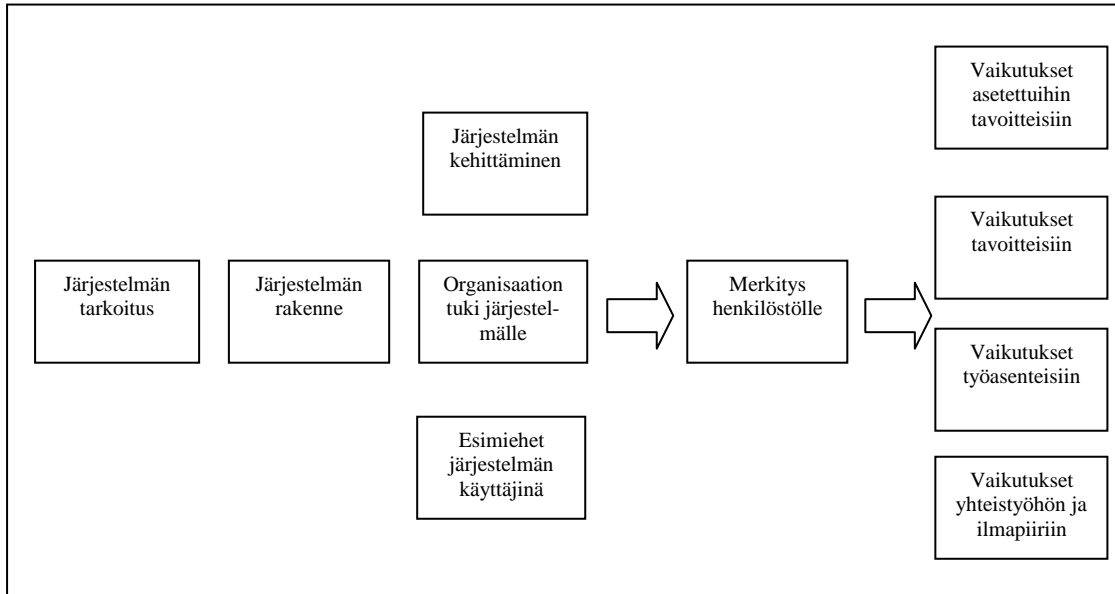 Järjestelmän
tarkoitus
Järjestelmän
rakenne
Järjestelmän
kehittäminen
Organisaation
tuki järjestel-
mälle
Esimiehet
järjestelmän
käyttäjinä
Merkitys
henkilöstölle
Vaikutukset
asetettuihin
tavoitteisiin
Vaikutukset
tavoitteisiin
Vaikutukset
työasenteisiin
Vaikutukset
yhteistyöhön ja
ilmapiiriin